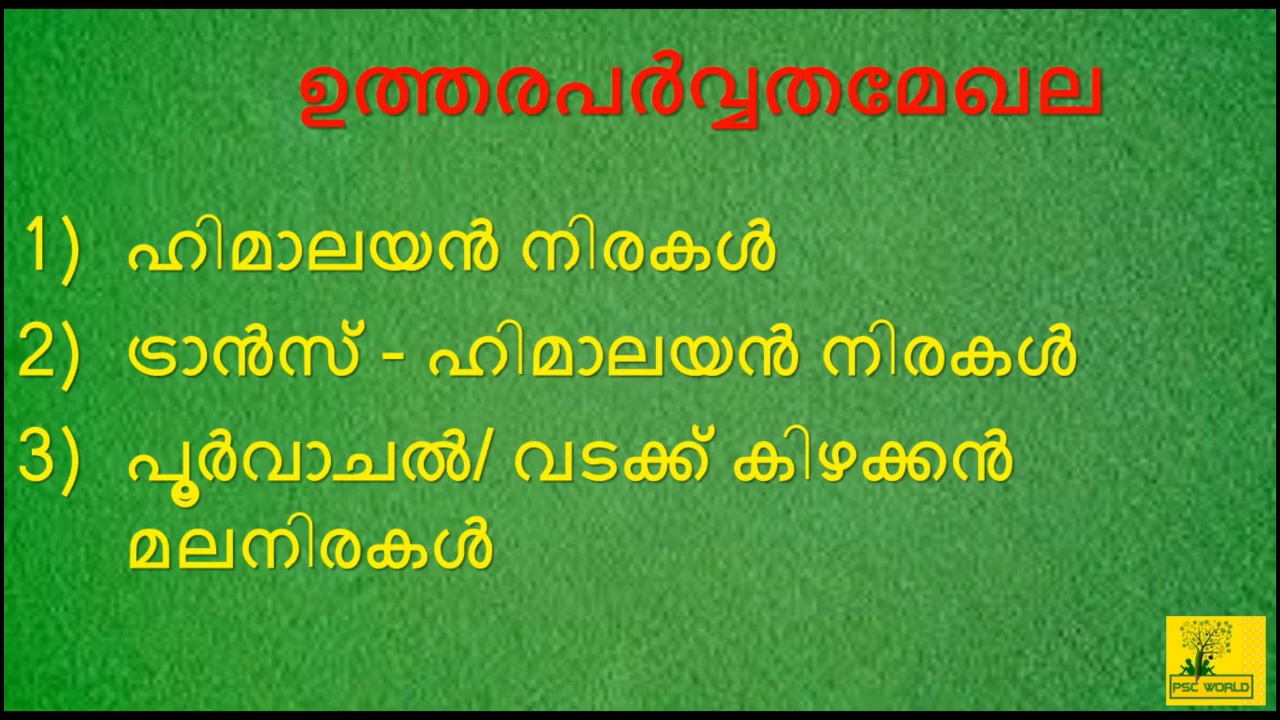 ഉത്തരപർവ്വതമേഖല
1) ഹിമാലയൻ നിരകൾ
2) ട്രാൻസ് - ഹിമാലയൻ നിരകൾ
3) പൂർവാചൽ/ വടക്ക് കിഴക്കൻ
മലനിരകൾ
PSC WORLD